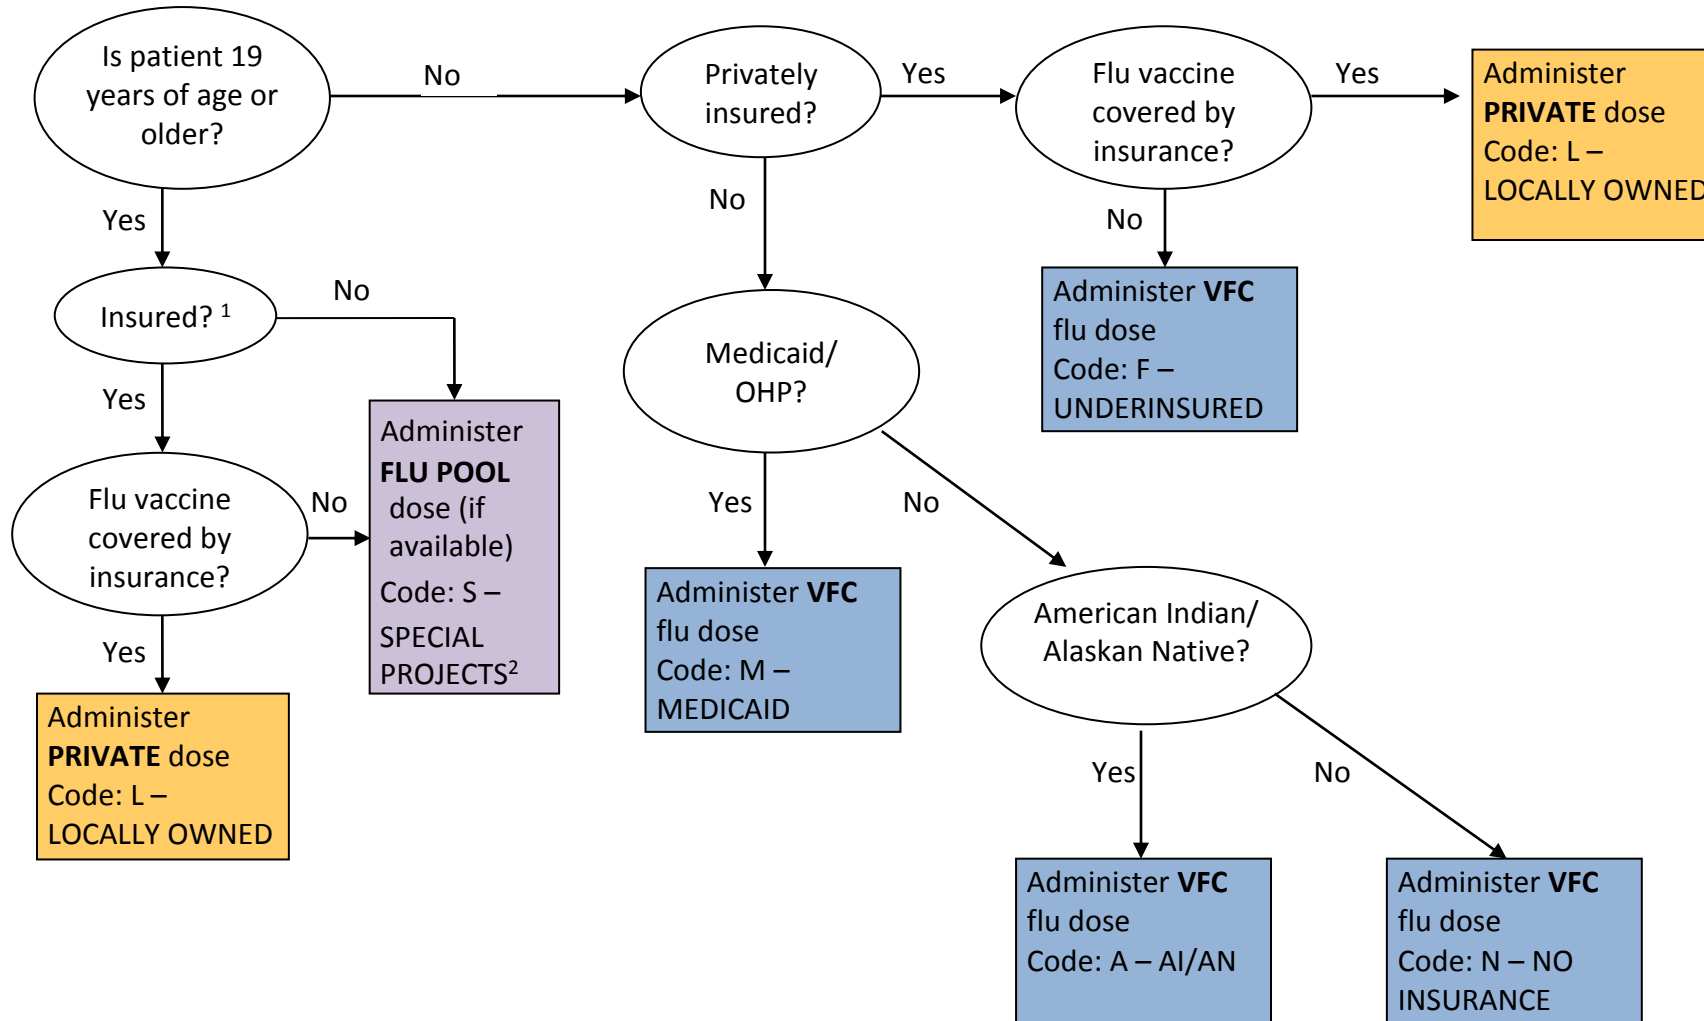 Is patient 19
years of age or
older?
No
Privately
insured?
Yes
Flu vaccine
covered by
insurance?
Yes
Administer
PRIVATE dose
Code: L –
LOCALLY OWNED
Yes
No
No
Insured? 1
No
Administer VFC
flu dose
Code: F –
UNDERINSURED
Medicaid/
OHP?
Yes
Administer
FLU POOL
dose (if
available)
Code: S –
SPECIAL
PROJECTS2
Flu vaccine
covered by
insurance?
No
Yes
No
Administer VFC
flu dose
Code: M –
MEDICAID
American Indian/
Alaskan Native?
Yes
Administer
PRIVATE dose
Code: L –
LOCALLY OWNED
Yes
No
Administer VFC
flu dose
Code: A – AI/AN
Administer VFC
flu dose
Code: N – NO
INSURANCE